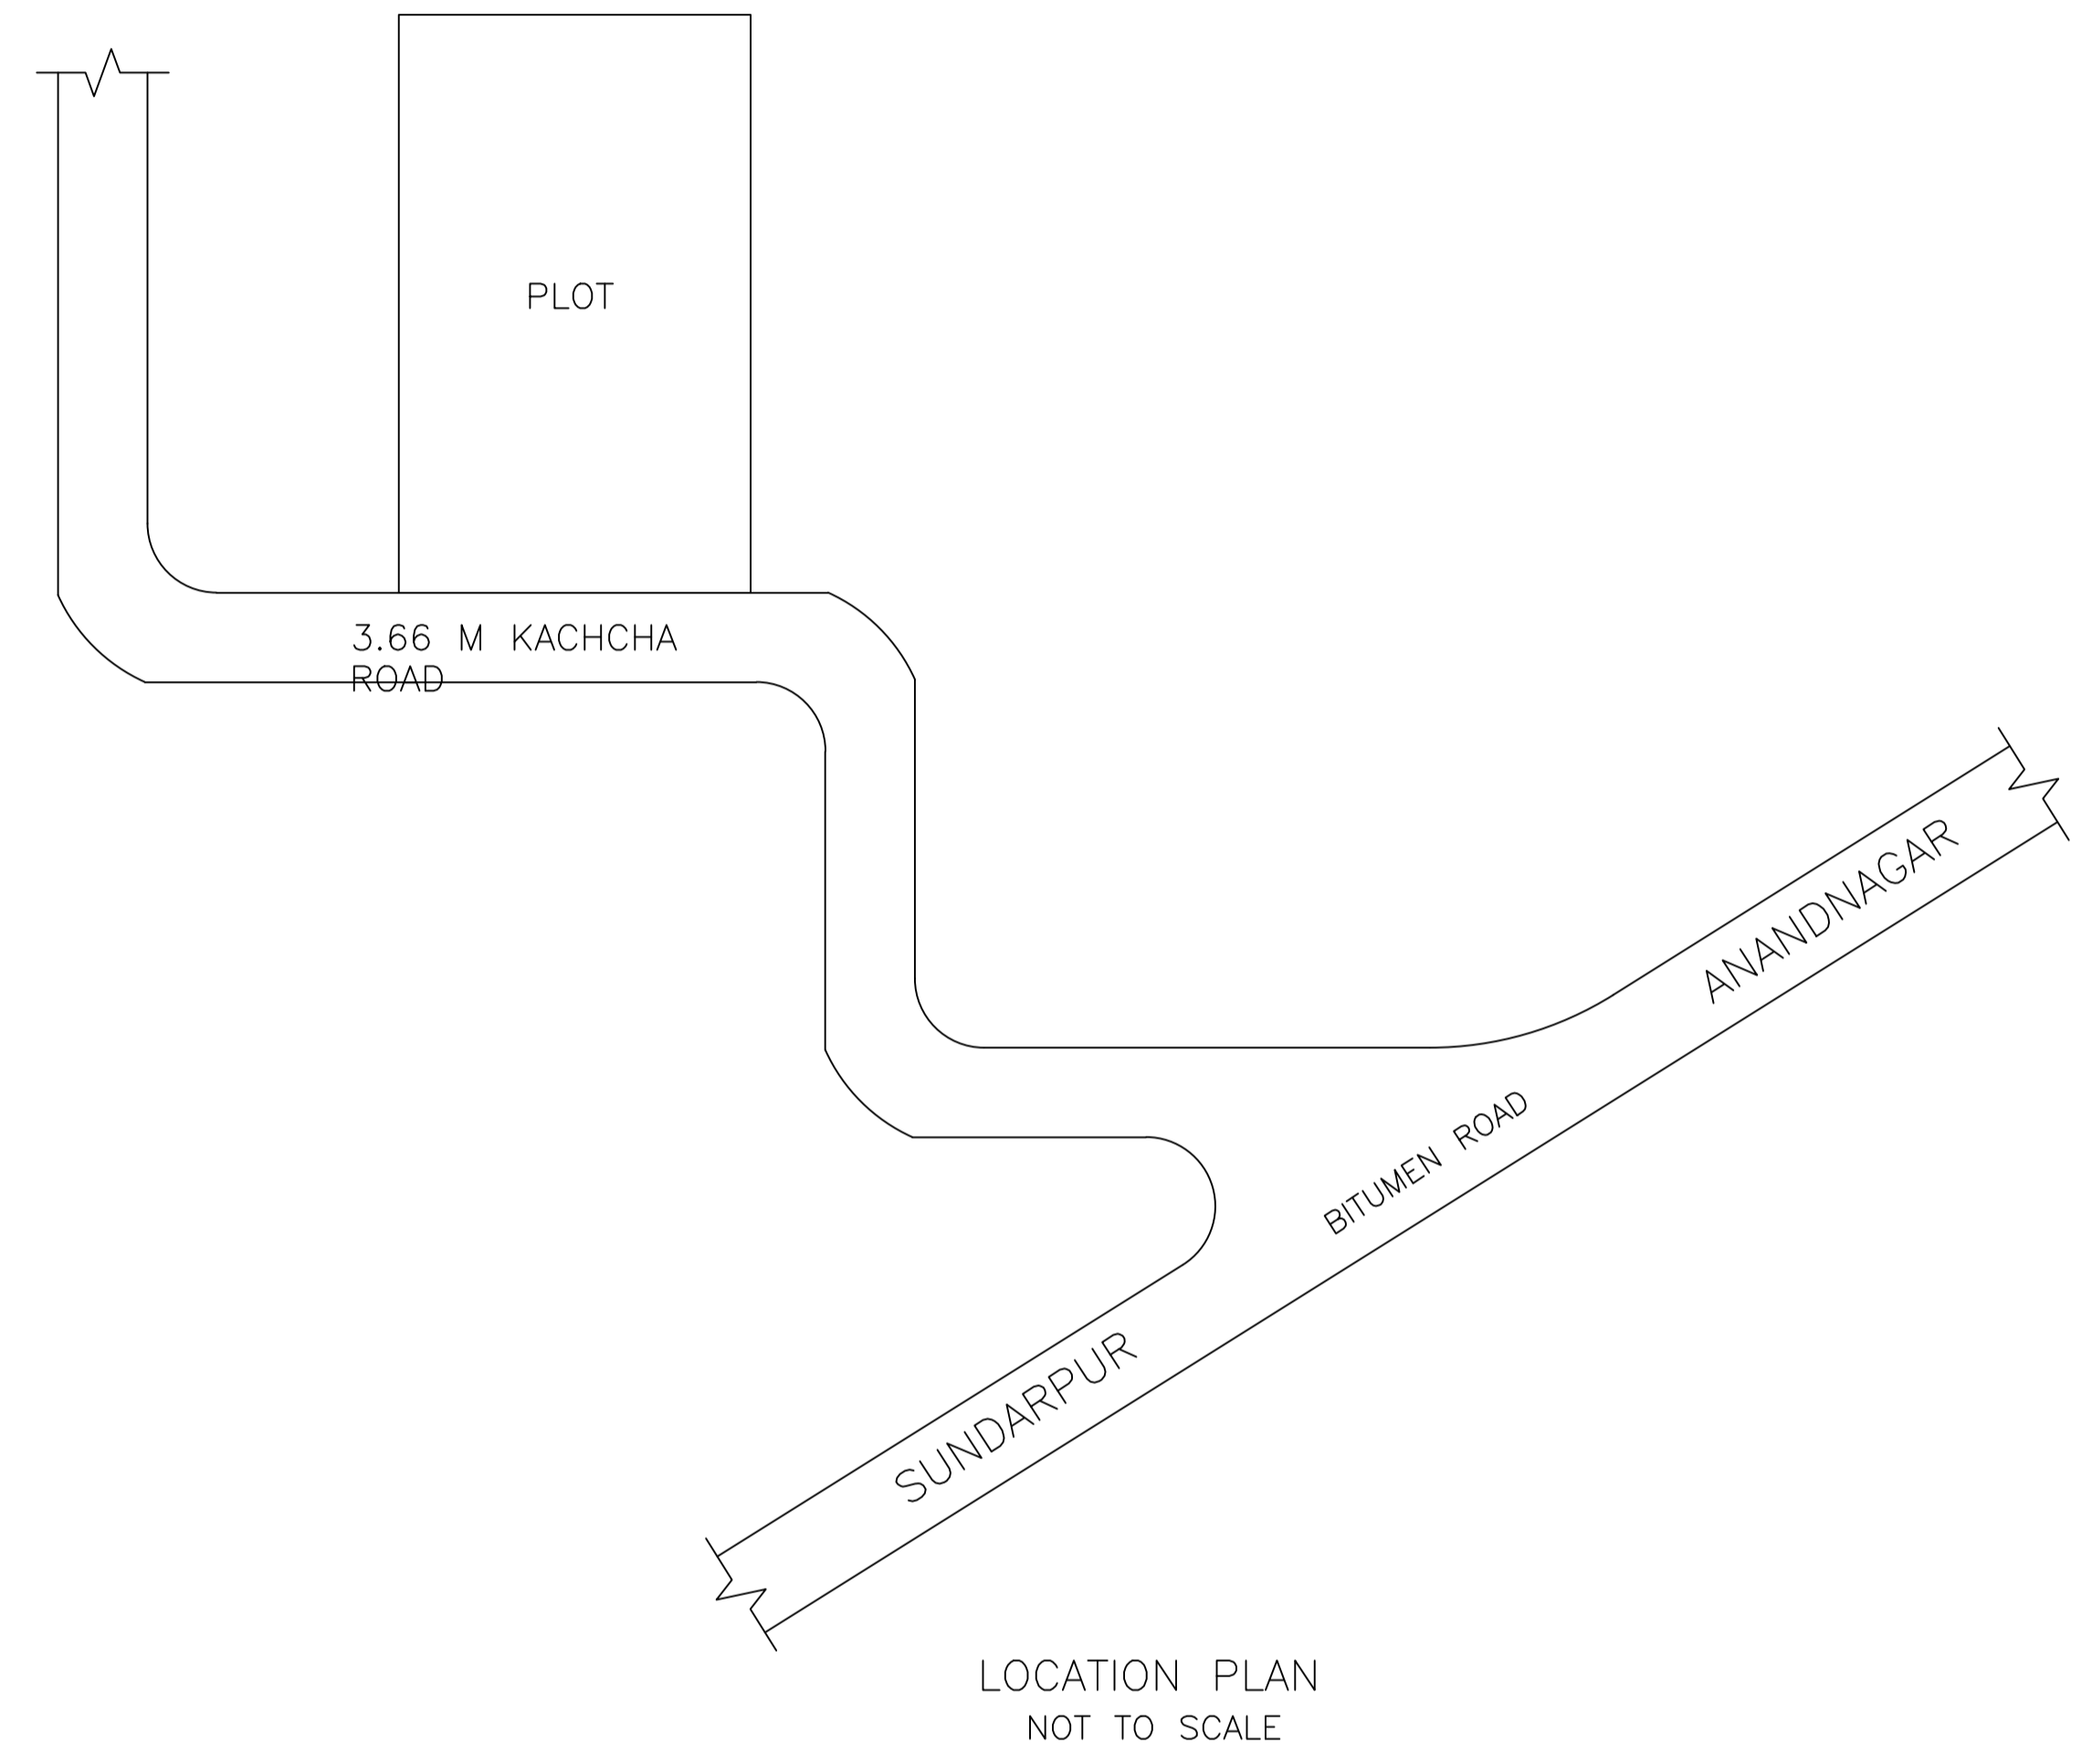 PLOT
3.66 M KACHCHA
ROAD
ANANDNAGAR
BITUMEN ROAD
SUNDARPUR
LOCATION PLAN
NOT TO SCALE